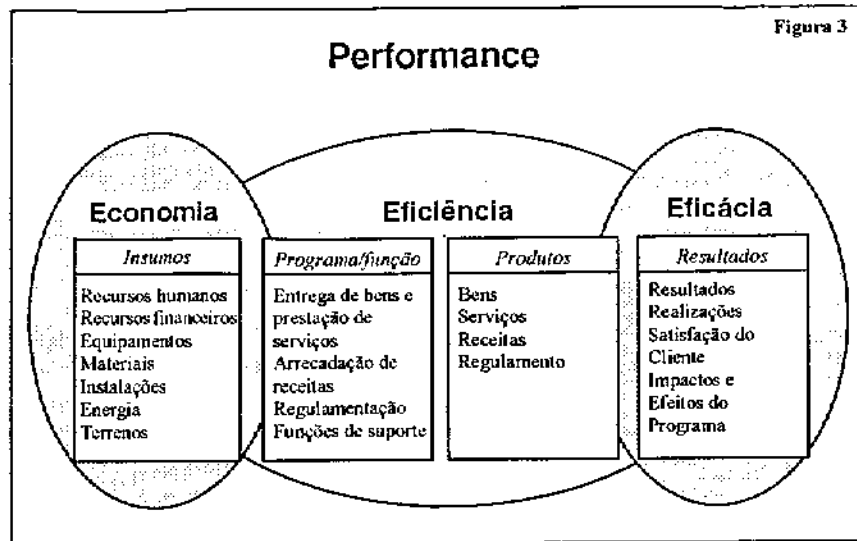 Figura 3
Performance
Economia
Eficiência
Eficácia
Insumos
Recursos humanos
Recursos financeiros
Equipamentos
Materiais
Instalações
Energia
Terrenos
Programa/função
Entrega de bens e
prestação de
serviços
Arrecadação de
receitas
Regulamentação
Funções de suporte
Produtos
Bens
Serviços
Receitas
Regulamento
Resultados
Resultados
Realizações
Satisfação do
Cliente
Impactos e
Efeitos do
Programa